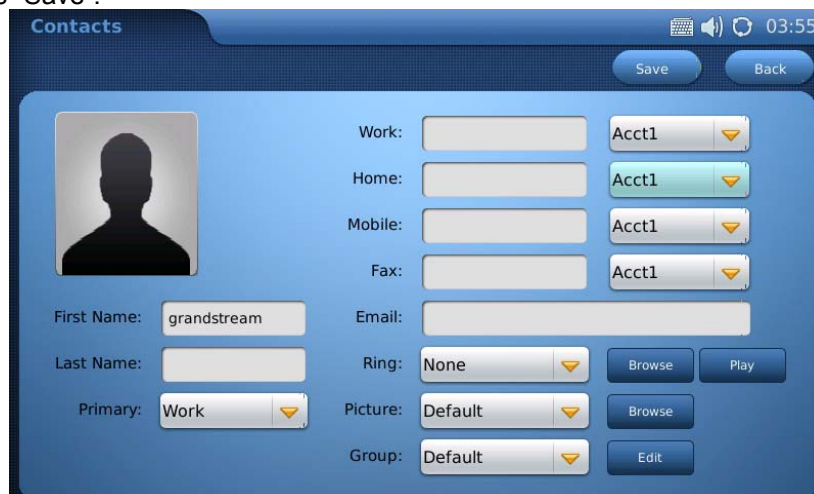 Save .
Contacts 03:55
Save Back
Work: Acct1
Home: Acct1
Mobile: Acct1
Fax: Acct1
First Name: grandstream Email:
Last Name: Ring: None Browse Play
Primary: Work Picture: Default Browse
Group: Default Edit